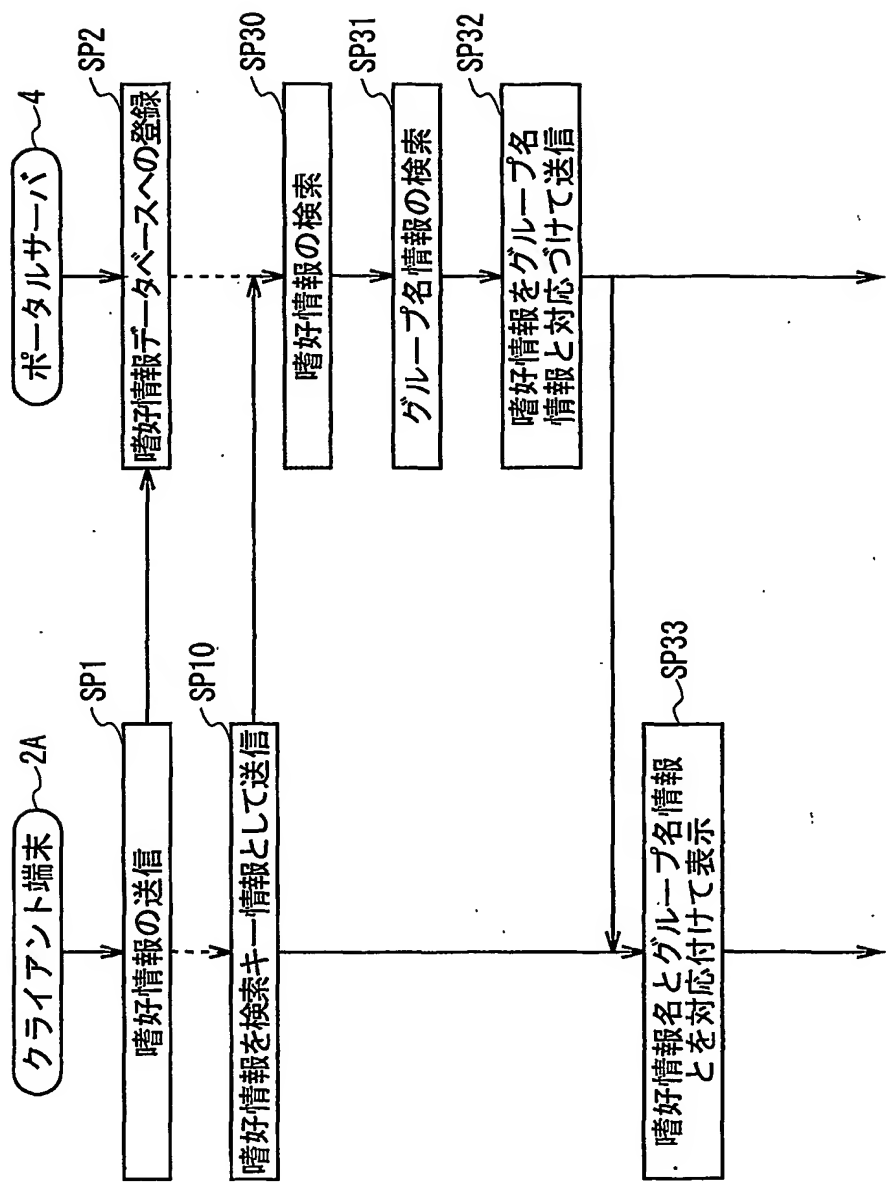 クライアント端末
2A
ポータルサーバ
4
SP1
嗜好情報の送信
SP2
嗜好情報データベースへの登録
SP10
嗜好情報を検索キー情報として送信
SP30
嗜好情報の検索
SP31
グループ名情報の検索
SP32
嗜好情報をグループ名
情報と対応づけて送信
SP33
嗜好情報名とグループ名情報
とを対応付けて表示